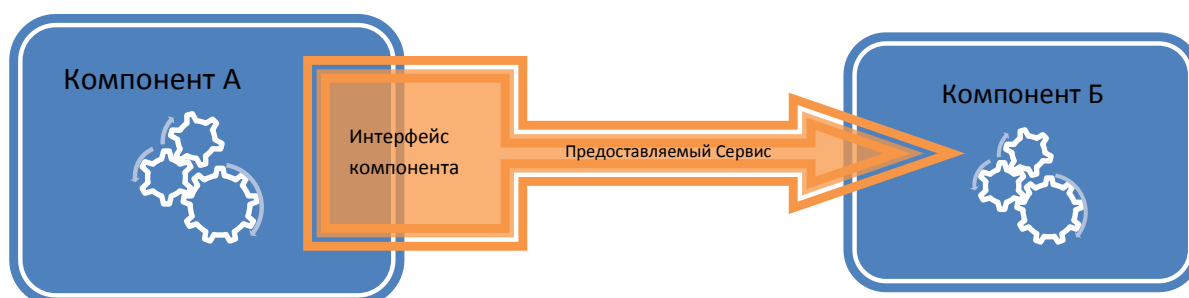 Компонент А
Интерфейс
компонента
Предоставляемый Сервис
Компонент Б